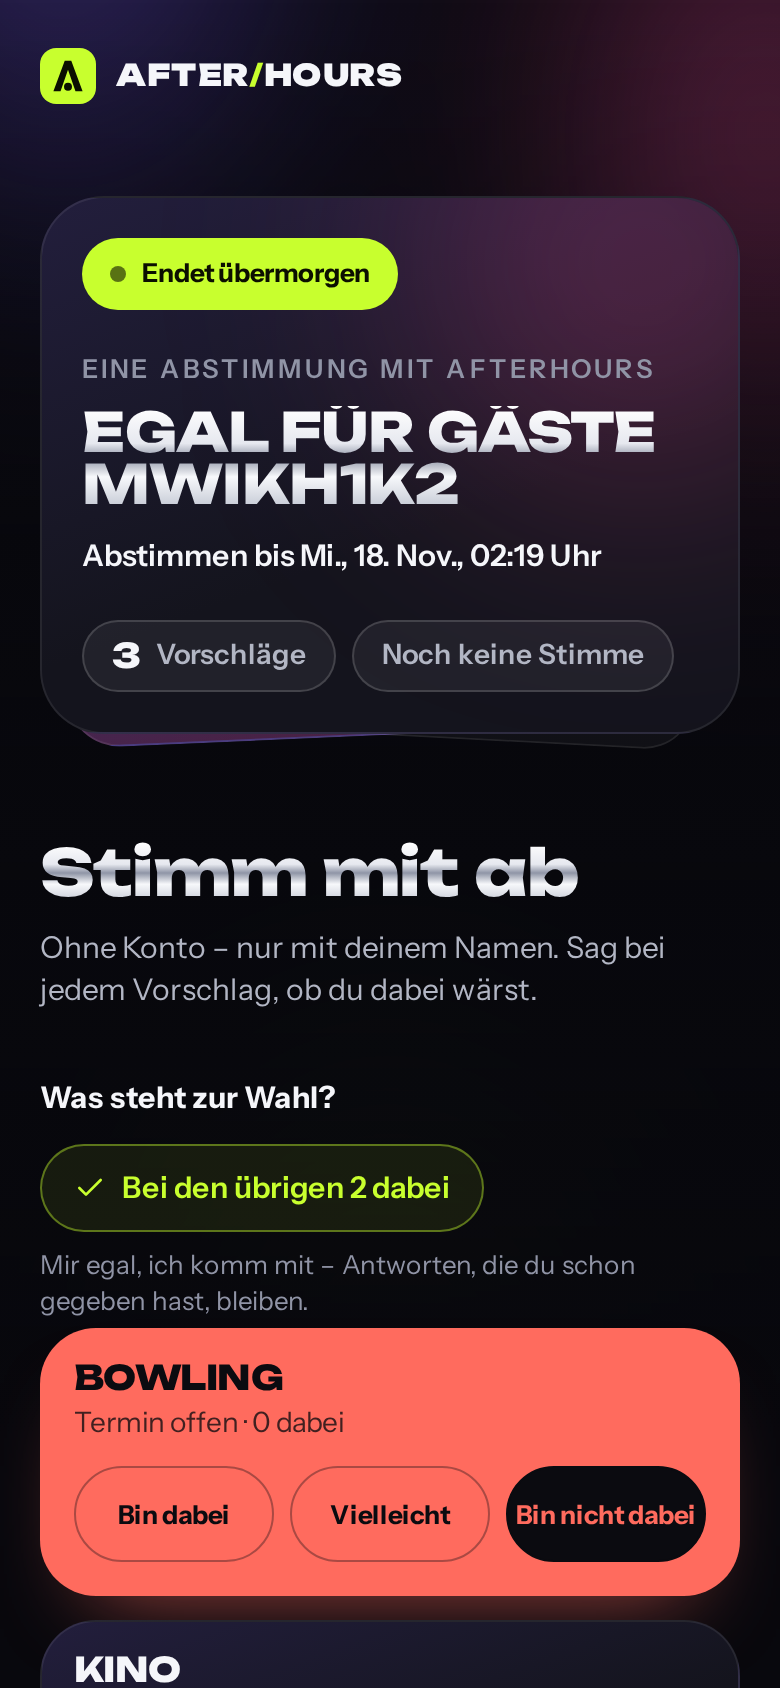 AFTER/HOURS
Endet übermorgen
EINE ABSTIMMUNG MIT AFTERHOURS
EGAL FÜR GÄSTE
MWIKH1K2
Abstimmen bis Mi., 18. Nov., 02:19 Uhr
3 Vorschläge
Noch keine Stimme
Stimm mit ab
Ohne Konto – nur mit deinem Namen. Sag bei
jedem Vorschlag, ob du dabei wärst.
Was steht zur Wahl?
Bei den übrigen 2 dabei
Mir egal, ich komm mit – Antworten, die du schon
gegeben hast, bleiben.
BOWLING
Termin offen · 0 dabei
Bin dabei
Vielleicht
Bin nicht dabei
KINO